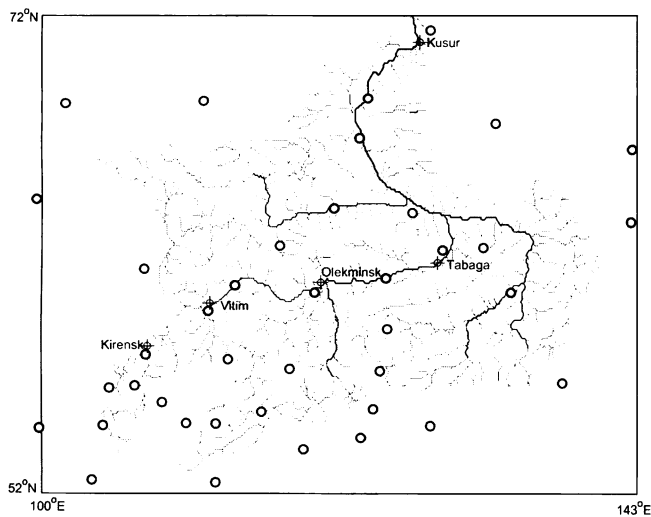 72°N
Kusur
Olekminsk
Tabaga
Vitim
Kirensk
52°N
100°E
143°E